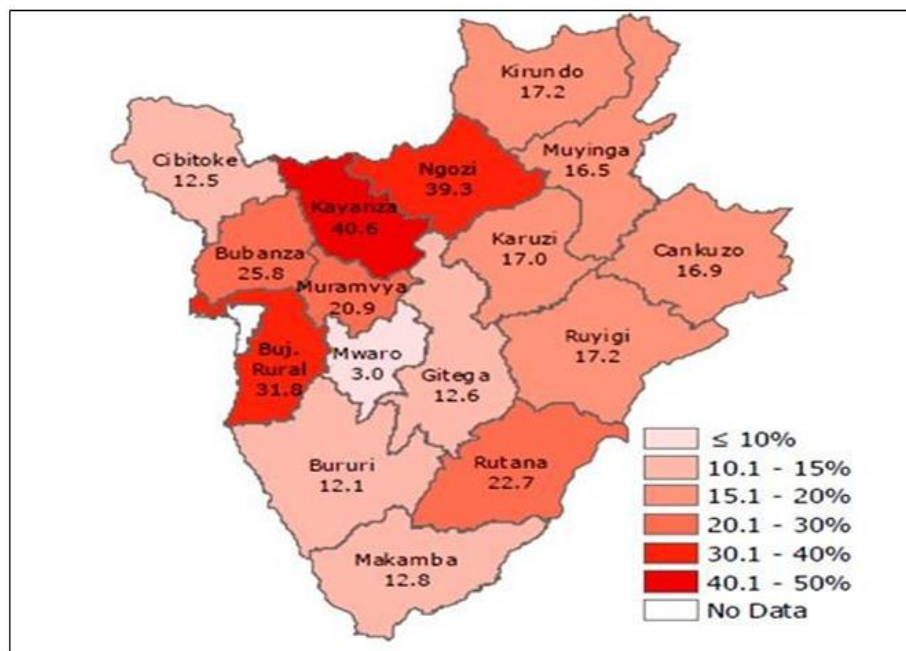 Kirundo
17.2
Cibitoke
12.5
Ngozi
39.3
Muyinga
16.5
Kayanza
40.6
Bubanza
25.8
Karuzi
17.0
Cankuzo
16.9
Muramvya
20.9
Buj.
Rural
31.8
Mwaro
3.0
Gitega
12.6
Ruyigi
17.2
Bururi
12.1
Rutana
22.7
Makamba
12.8
≤ 10%
10.1 - 15%
15.1 - 20%
20.1 - 30%
30.1 - 40%
40.1 - 50%
No Data